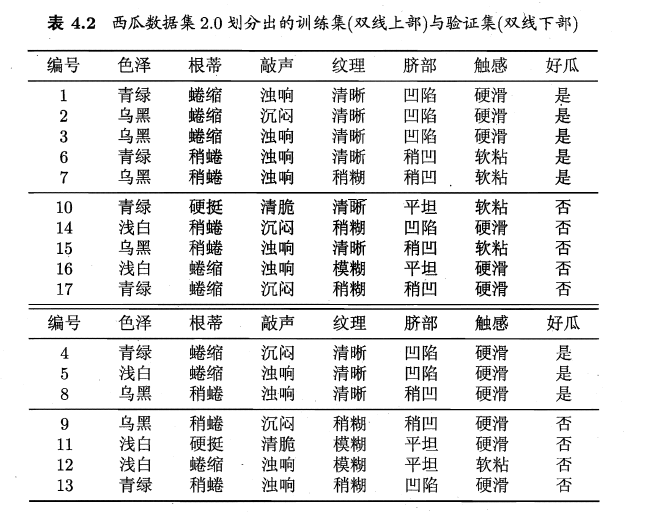 表 4.2 西瓜数据集2.0划分出的训练集(双线上部)与验证集(双线下部)
编号 色泽 根蒂 敲声 纹理 脐部 触感 好瓜
1 青绿 蜷缩 浊响 清晰 凹陷 硬滑 是
2 乌黑 蜷缩 沉闷 清晰 凹陷 硬滑 是
3 乌黑 蜷缩 浊响 清晰 凹陷 硬滑 是
6 青绿 稍蜷 浊响 清晰 稍凹 软粘 是
7 乌黑 稍蜷 浊响 稍糊 稍凹 软粘 是
10 青绿 硬挺 清脆 清晰 平坦 软粘 否
14 浅白 稍蜷 沉闷 稍糊 凹陷 硬滑 否
15 乌黑 稍蜷 浊响 清晰 稍凹 软粘 否
16 浅白 蜷缩 浊响 模糊 平坦 硬滑 否
17 青绿 蜷缩 沉闷 稍糊 稍凹 硬滑 否
编号 色泽 根蒂 敲声 纹理 脐部 触感 好瓜
4 青绿 蜷缩 沉闷 清晰 凹陷 硬滑 是
5 浅白 蜷缩 浊响 清晰 凹陷 硬滑 是
8 乌黑 稍蜷 浊响 清晰 稍凹 硬滑 是
9 乌黑 稍蜷 沉闷 稍糊 稍凹 硬滑 否
11 浅白 硬挺 清脆 模糊 平坦 硬滑 否
12 浅白 蜷缩 浊响 模糊 平坦 软粘 否
13 青绿 稍蜷 浊响 稍糊 凹陷 硬滑 否